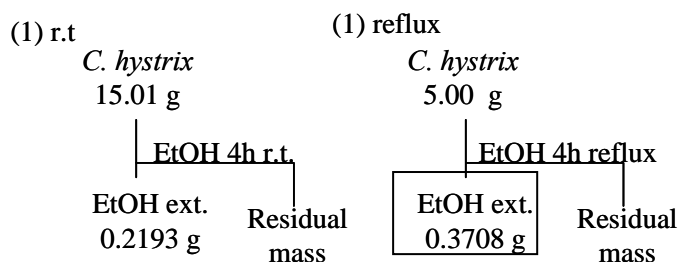 (1) r.t
C. hystrix
15.01 g
EtOH 4h r.t.
EtOH ext.
0.2193 g
Residual
mass
(1) reflux
C. hystrix
5.00 g
EtOH 4h reflux
EtOH ext.
0.3708 g
Residual
mass